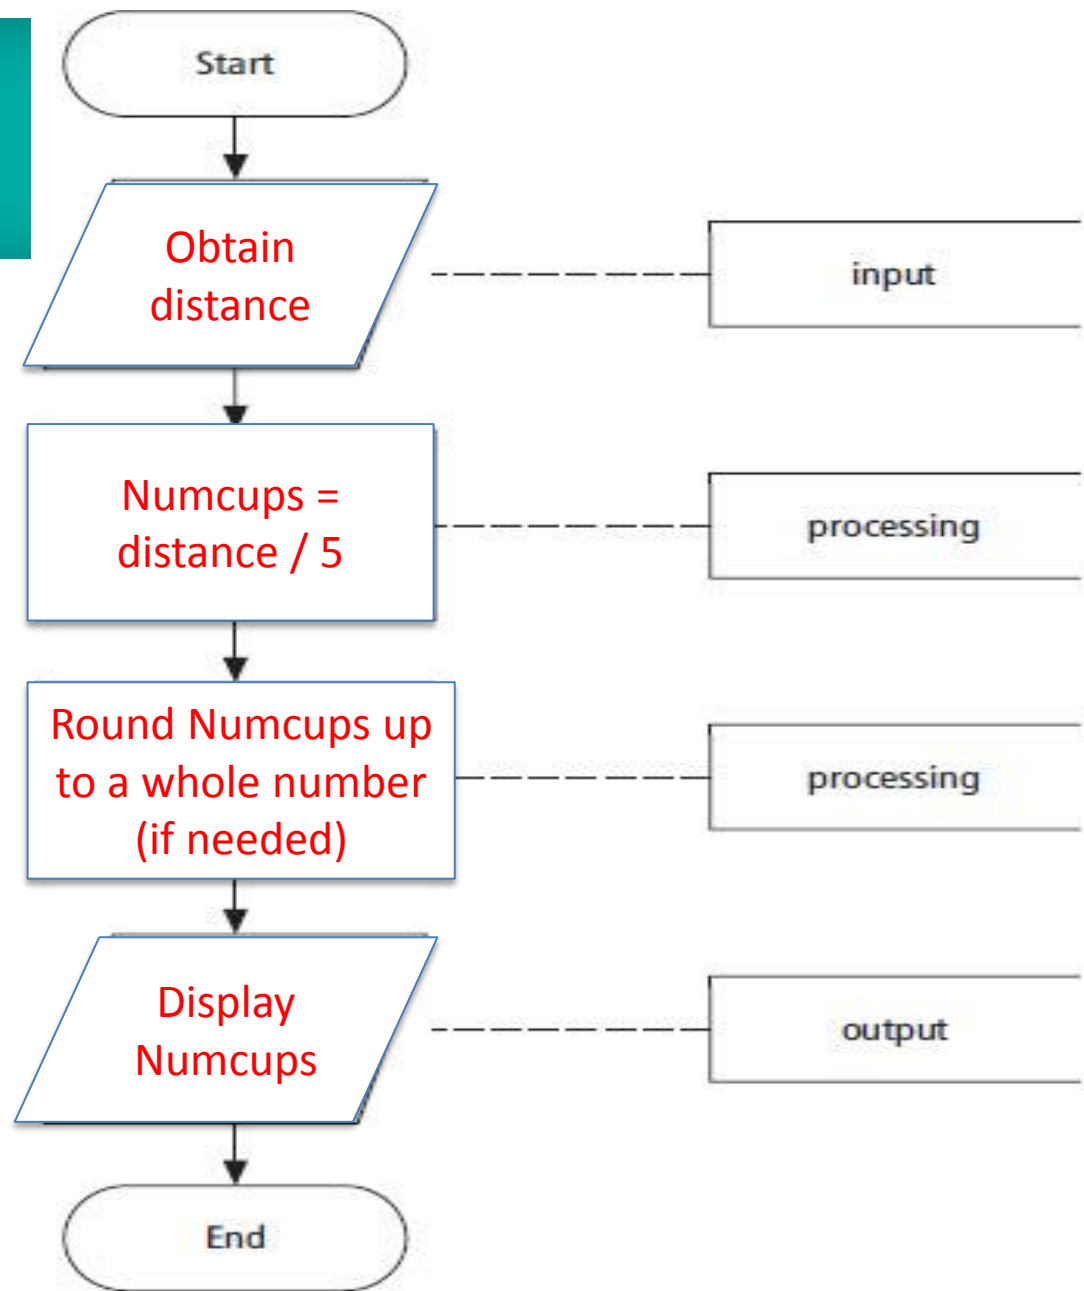 Start
Obtain
distance
input
Numcups =
distance / 5
processing
Round Numcups up
to a whole number
(if needed)
processing
Display
Numcups
output
End